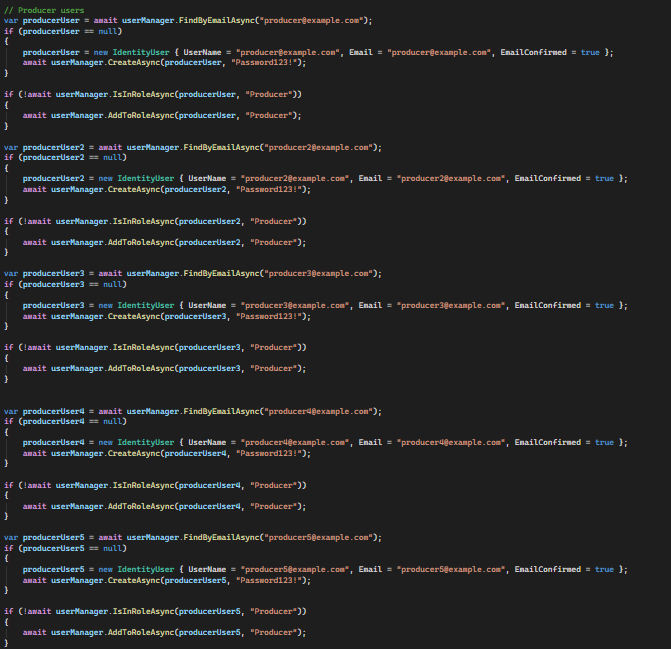 // Producer users
var producerUser = await userManager.FindByEmailAsync("producer@example.com");
if (producerUser == null)
{
producerUser = new IdentityUser { UserName = "producer@example.com", Email = "producer@example.com", EmailConfirmed = true };
await userManager.CreateAsync(producerUser, "Password123!");
}
if (!await userManager.IsInRoleAsync(producerUser, "Producer"))
{
await userManager.AddToRoleAsync(producerUser, "Producer");
}
var producerUser2 = await userManager.FindByEmailAsync("producer2@example.com");
if (producerUser2 == null)
{
producerUser2 = new IdentityUser { UserName = "producer2@example.com", Email = "producer2@example.com", EmailConfirmed = true };
await userManager.CreateAsync(producerUser2, "Password123!");
}
if (!await userManager.IsInRoleAsync(producerUser2, "Producer"))
{
await userManager.AddToRoleAsync(producerUser2, "Producer");
}
var producerUser3 = await userManager.FindByEmailAsync("producer3@example.com");
if (producerUser3 == null)
{
producerUser3 = new IdentityUser { UserName = "producer3@example.com", Email = "producer3@example.com", EmailConfirmed = true };
await userManager.CreateAsync(producerUser3, "Password123!");
}
if (!await userManager.IsInRoleAsync(producerUser3, "Producer"))
{
await userManager.AddToRoleAsync(producerUser3, "Producer");
}
var producerUser4 = await userManager.FindByEmailAsync("producer4@example.com");
if (producerUser4 == null)
{
producerUser4 = new IdentityUser { UserName = "producer4@example.com", Email = "producer4@example.com", EmailConfirmed = true };
await userManager.CreateAsync(producerUser4, "Password123!");
}
if (!await userManager.IsInRoleAsync(producerUser4, "Producer"))
{
await userManager.AddToRoleAsync(producerUser4, "Producer");
}
var producerUser5 = await userManager.FindByEmailAsync("producer5@example.com");
if (producerUser5 == null)
{
producerUser5 = new IdentityUser { UserName = "producer5@example.com", Email = "producer5@example.com", EmailConfirmed = true };
await userManager.CreateAsync(producerUser5, "Password123!");
}
if (!await userManager.IsInRoleAsync(producerUser5, "Producer"))
{
await userManager.AddToRoleAsync(producerUser5, "Producer");
}